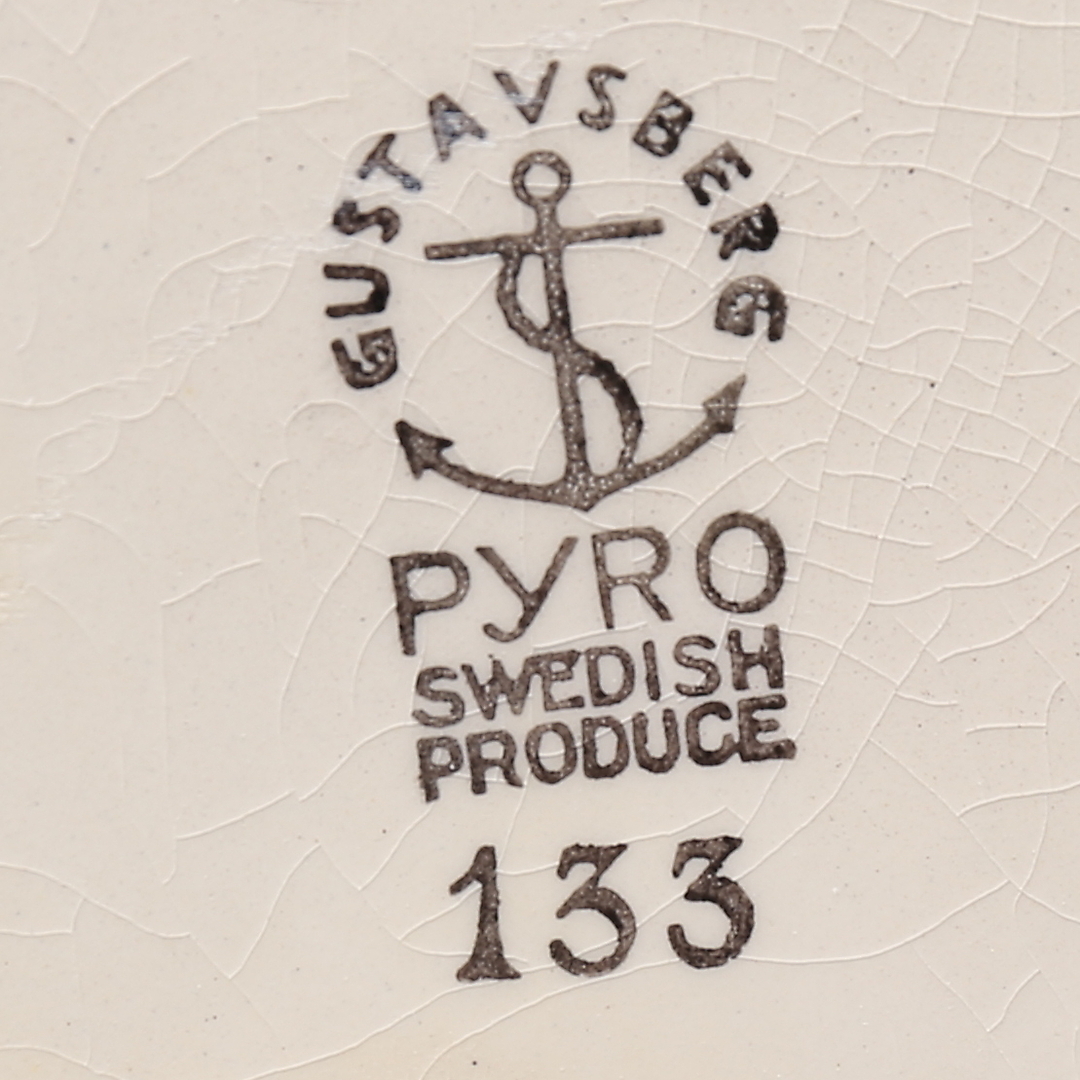 GUSTAVSBERG
PYRO
SWEDISH
PRODUCE
133